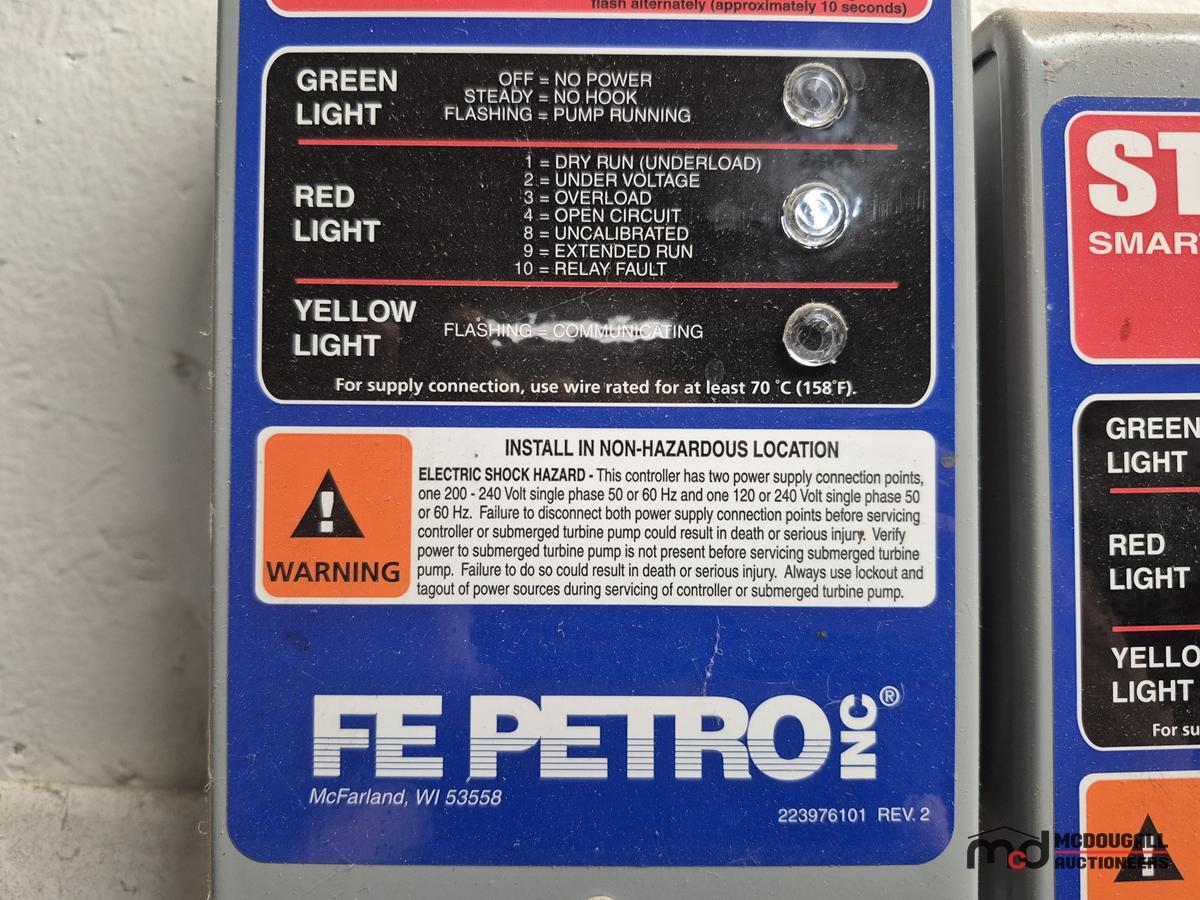 flash alternately (approximately 10 seconds)
GREEN
LIGHT
OFF = NO POWER
STEADY = NO HOOK
FLASHING = PUMP RUNNING
RED
LIGHT
1 = DRY RUN (UNDERLOAD)
2 = UNDER VOLTAGE
3 = OVERLOAD
4 = OPEN CIRCUIT
8 = UNCALIBRATED
9 = EXTENDED RUN
10 = RELAY FAULT
YELLOW
LIGHT
FLASHING = COMMUNICATING
For supply connection, use wire rated for at least 70 °C (158°F).
WARNING
INSTALL IN NON-HAZARDOUS LOCATION
ELECTRIC SHOCK HAZARD - This controller has two power supply connection points,
one 200 - 240 Volt single phase 50 or 60 Hz and one 120 or 240 Volt single phase 50
or 60 Hz. Failure to disconnect both power supply connection points before servicing
controller or submerged turbine pump could result in death or serious injury. Verify
power to submerged turbine pump is not present before servicing submerged turbine
pump. Failure to do so could result in death or serious injury. Always use lockout and
tagout of power sources during servicing of controller or submerged turbine pump.
FE PETRO INC®
McFarland, WI 53558
223976101 REV. 2
ST
SMAR
GREEN
LIGHT
RED
LIGHT
YELLO
LIGHT
For su
mcd MCDOUGALL
AUCTIONEERS